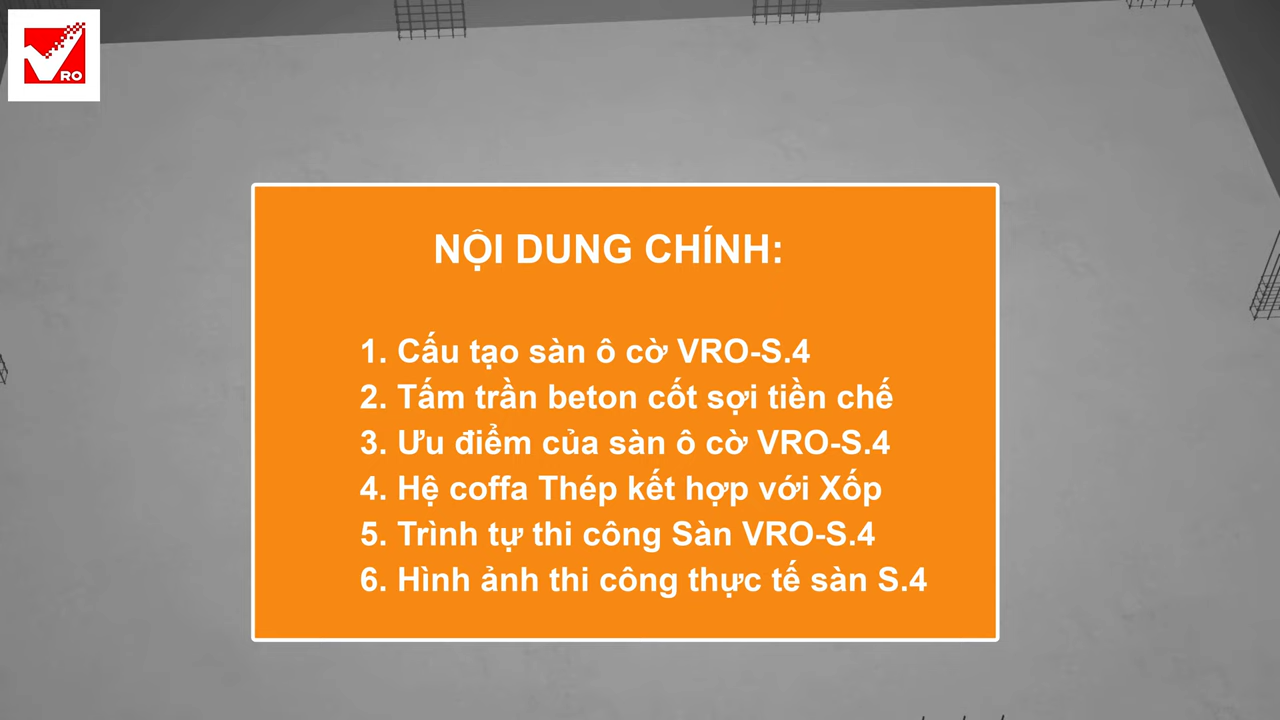 VRO
NỘI DUNG CHÍNH:
1. Cấu tạo sàn ô cờ VRO-S.4
2. Tấm trần beton cốt sợi tiền chế
3. Ưu điểm của sàn ô cờ VRO-S.4
4. Hệ coffa Thép kết hợp với Xốp
5. Trình tự thi công Sàn VRO-S.4
6. Hình ảnh thi công thực tế sàn S.4